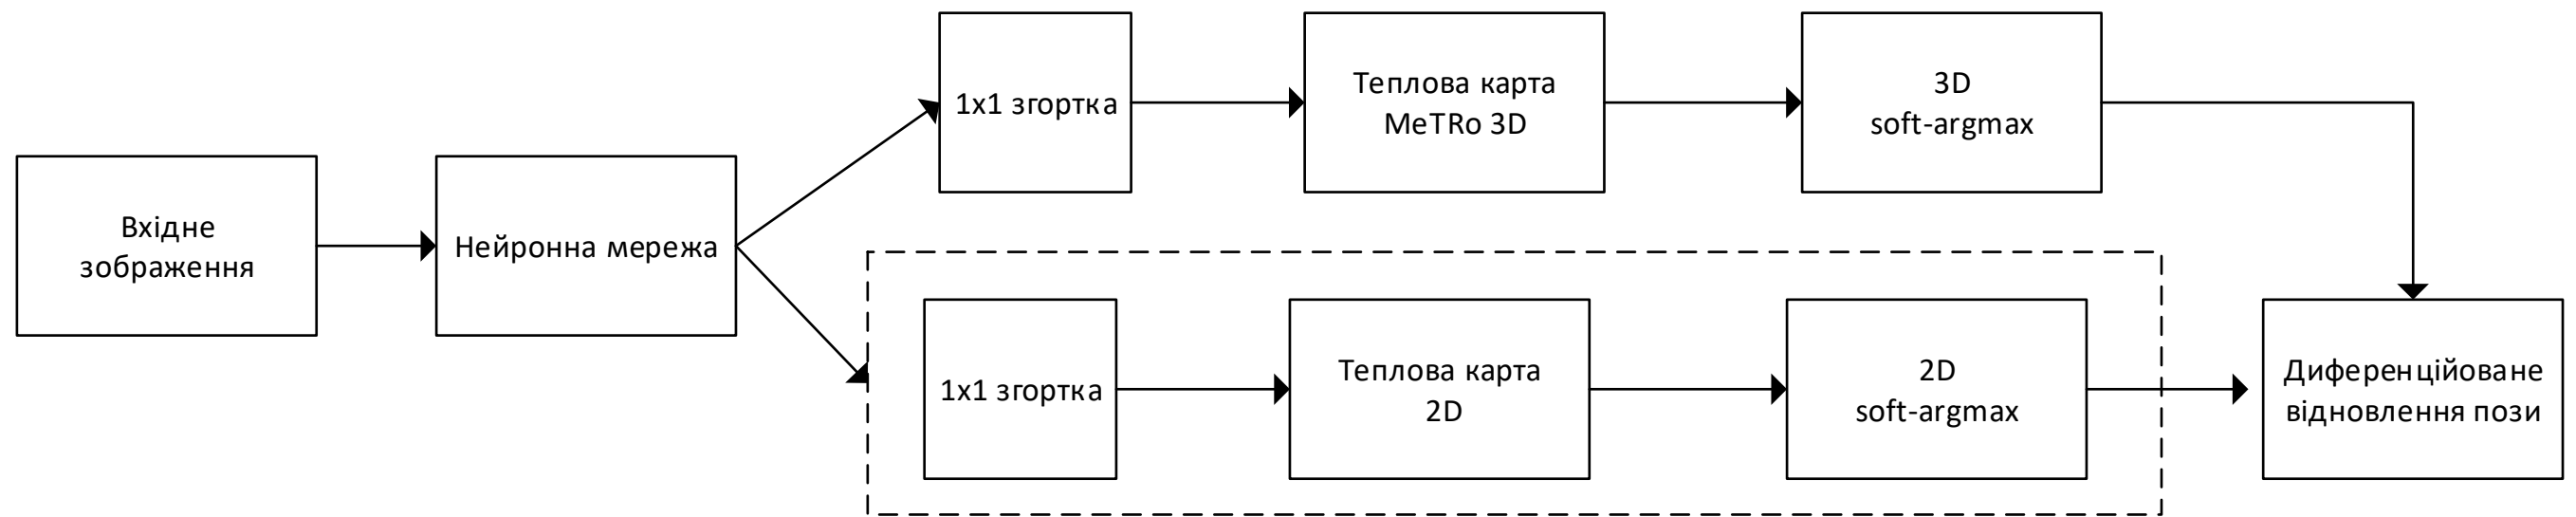 Вхідне
зображення
Нейронна мережа
1x1 згортка
Теплова карта
MeTRo 3D
3D
soft-argmax
1x1 згортка
Теплова карта
2D
2D
soft-argmax
Диференційоване
відновлення пози